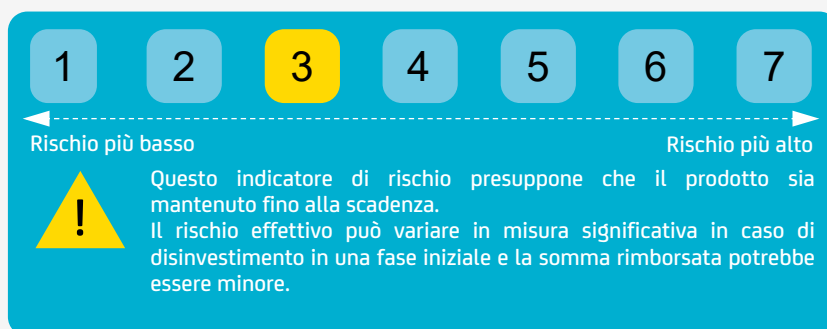 1 2 3 4 5 6 7
Rischio più basso Rischio più alto
!
Questo indicatore di rischio presuppone che il prodotto sia
mantenuto fino alla scadenza.
Il rischio effettivo può variare in misura significativa in caso di
disinvestimento in una fase iniziale e la somma rimborsata potrebbe
essere minore.